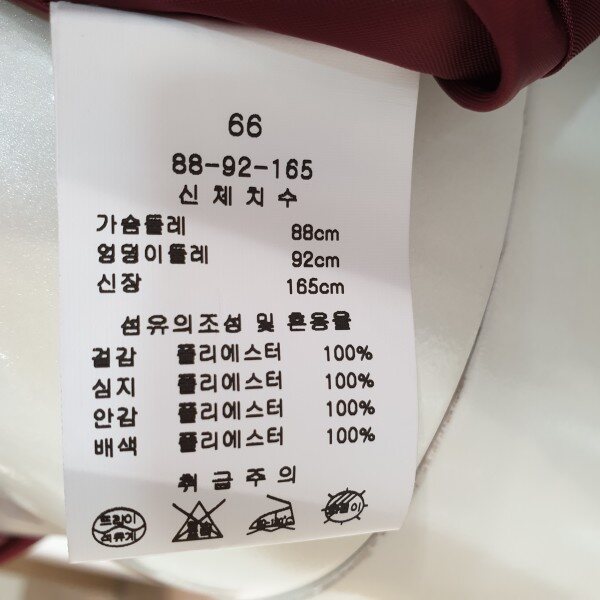 66
88-92-165
신체치수
가슴둘레 88cm
엉덩이둘레 92cm
신장 165cm
섬유의조성 및 혼용율
겉감 폴리에스터 100%
심지 폴리에스터 100%
안감 폴리에스터 100%
배색 폴리에스터 100%
취급주의
드라이
석유계